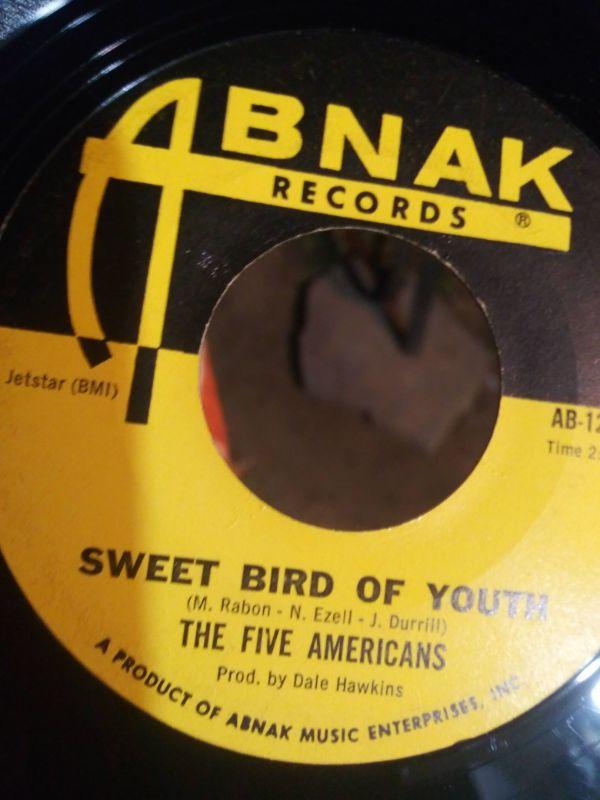 ABNAK
RECORDS ®
Jetstar (BMI)
AB-12
Time 2:
SWEET BIRD OF YOUTH
(M. Rabon - N. Ezell - J. Durrill)
THE FIVE AMERICANS
Prod. by Dale Hawkins
A PRODUCT OF ABNAK MUSIC ENTERPRISES, INC.